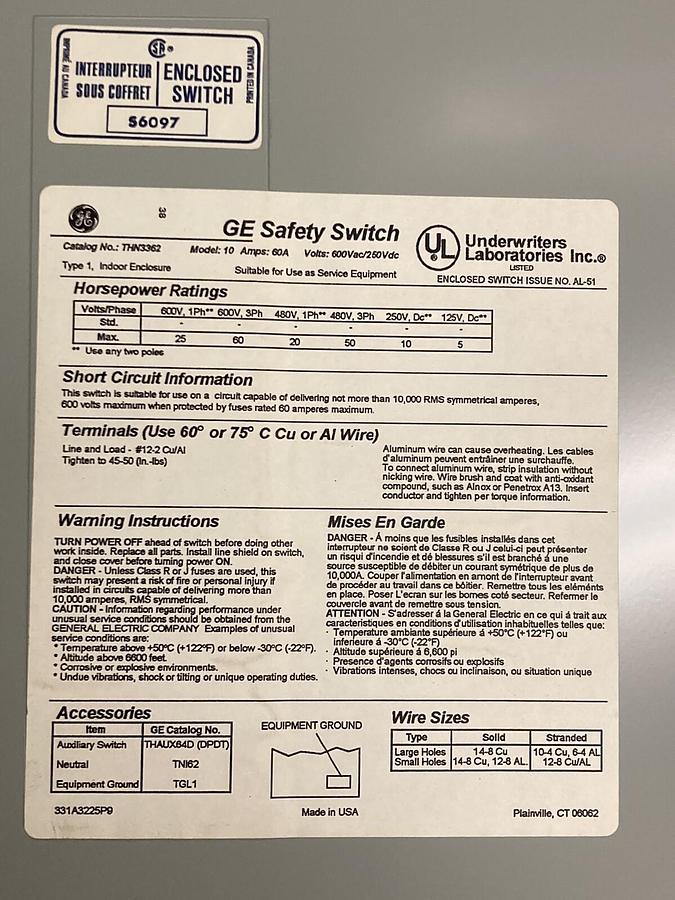 IMPRIMÉ AU CANADA
SA ®
INTERRUPTEUR ENCLOSED
SOUS COFFRET SWITCH
PRINTED IN CANADA
S6097
GE
38
GE Safety Switch
Catalog No.: THN3362 Model: 10 Amps: 60A Volts: 600Vac/250Vdc
Type 1, Indoor Enclosure Suitable for Use as Service Equipment
UL ® Underwriters
Laboratories Inc.®
LISTED
ENCLOSED SWITCH ISSUE NO. AL-51
Horsepower Ratings
Volts/Phase 600V, 1Ph** 600V, 3Ph 480V, 1Ph** 480V, 3Ph 250V, Dc** 125V, Dc**
Std. - - - - - -
Max. 25 60 20 50 10 5
** Use any two poles
Short Circuit Information
This switch is suitable for use on a circuit capable of delivering not more than 10,000 RMS symmetrical amperes,
600 volts maximum when protected by fuses rated 60 amperes maximum.
Terminals (Use 60° or 75° C Cu or Al Wire)
Line and Load - #12-2 Cu/Al
Tighten to 45-50 (In.-lbs)
Aluminum wire can cause overheating. Les cables
d'aluminum peuvent entraîner une surchauffe.
To connect aluminum wire, strip insulation without
nicking wire. Wire brush and coat with anti-oxidant
compound, such as Alnox or Penetrox A13. Insert
conductor and tighten per torque information.
Warning Instructions
TURN POWER OFF ahead of switch before doing other
work inside. Replace all parts. Install line shield on switch,
and close cover before turning power ON.
DANGER - Unless Class R or J fuses are used, this
switch may present a risk of fire or personal injury if
installed in circuits capable of delivering more than
10,000 amperes, RMS symmetrical.
CAUTION - Information regarding performance under
unusual service conditions should be obtained from the
GENERAL ELECTRIC COMPANY Examples of unusual
service conditions are:
* Temperature above +50°C (+122°F) or below -30°C (-22°F).
* Altitude above 6600 feet.
* Corrosive or explosive environments.
* Undue vibrations, shock or tilting or unique operating duties.
Mises En Garde
DANGER - Á moins que les fusibles installés dans cet
interrupteur ne soient de Classe R ou J celui-ci peut présenter
un risqui d'incendie et dé blessures s'il est branché á une
source susceptible de débiter un courant symétrique de plus de
10,000A. Couper l'alimentation en amont de l'interrupteur avant
de procéder au travail dans ce bôitier. Remettre tous les eléménts
en place. Poser L'ecran sur les bornes coté secteur. Refermer le
couvercle avant de remettre sous tension.
ATTENTION - S'adresser á la General Electric en ce qui á trait aux
caracteristiques en conditions d'utilisation inhabituelles telles que:
· Temperature ambiante supérieure á +50°C (+122°F) ou
inferieure á -30°C (-22°F)
· Altitude supérieure á 6,600 pi
· Presence d'agents corrosifs ou explosifs
· Vibrations intenses, chocs ou inclinaison, ou situation unique
Accessories
Item GE Catalog No.
Auxiliary Switch THAUX64D (DPDT)
Neutral TNI62
Equipment Ground TGL1
EQUIPMENT GROUND
Wire Sizes
Type Solid Stranded
Large Holes 14-8 Cu 10-4 Cu, 6-4 AL
Small Holes 14-8 Cu, 12-8 AL. 12-8 Cu/AL
331A3225P9 Made in USA Plainville, CT 06062